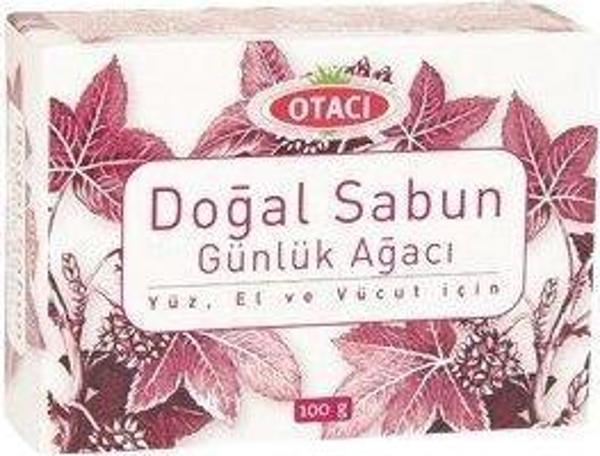 OTACI
Doğal Sabun
Günlük Ağacı
Yüz, El ve Vücut için
100 g